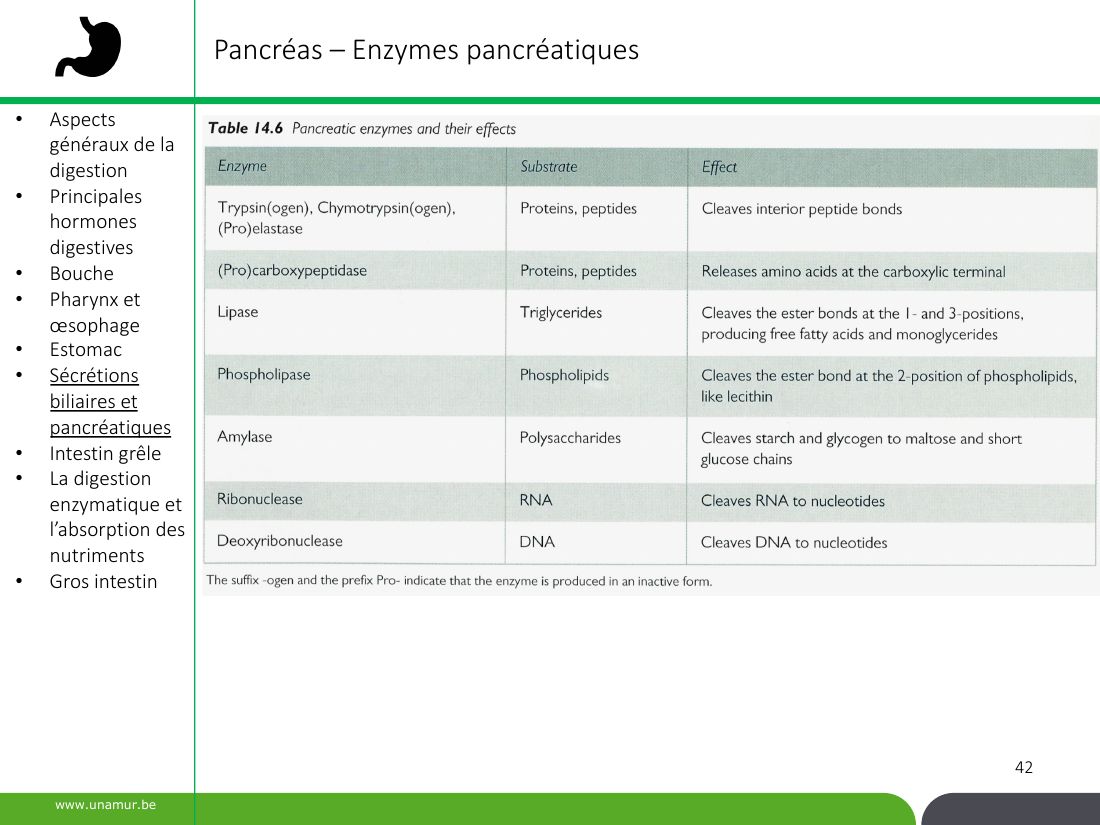 Pancréas – Enzymes pancréatiques
• Aspects
généraux de la
digestion
• Principales
hormones
digestives
• Bouche
• Pharynx et
œsophage
• Estomac
• Sécrétions
biliaires et
pancréatiques
• Intestin grêle
• La digestion
enzymatique et
l’absorption des
nutriments
• Gros intestin
Table 14.6 Pancreatic enzymes and their effects
Enzyme Substrate Effect
Trypsin(ogen), Chymotrypsin(ogen), Proteins, peptides Cleaves interior peptide bonds
(Pro)elastase
(Pro)carboxypeptidase Proteins, peptides Releases amino acids at the carboxylic terminal
Lipase Triglycerides Cleaves the ester bonds at the 1- and 3-positions,
producing free fatty acids and monoglycerides
Phospholipase Phospholipids Cleaves the ester bond at the 2-position of phospholipids,
like lecithin
Amylase Polysaccharides Cleaves starch and glycogen to maltose and short
glucose chains
Ribonuclease RNA Cleaves RNA to nucleotides
Deoxyribonuclease DNA Cleaves DNA to nucleotides
The suffix -ogen and the prefix Pro- indicate that the enzyme is produced in an inactive form.
42
www.unamur.be